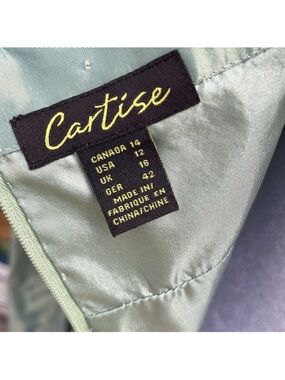 Cartise
CANADA 14
USA 12
UK 16
GER 42
MADE IN/
FABRIQUE EN
CHINA/CHINE